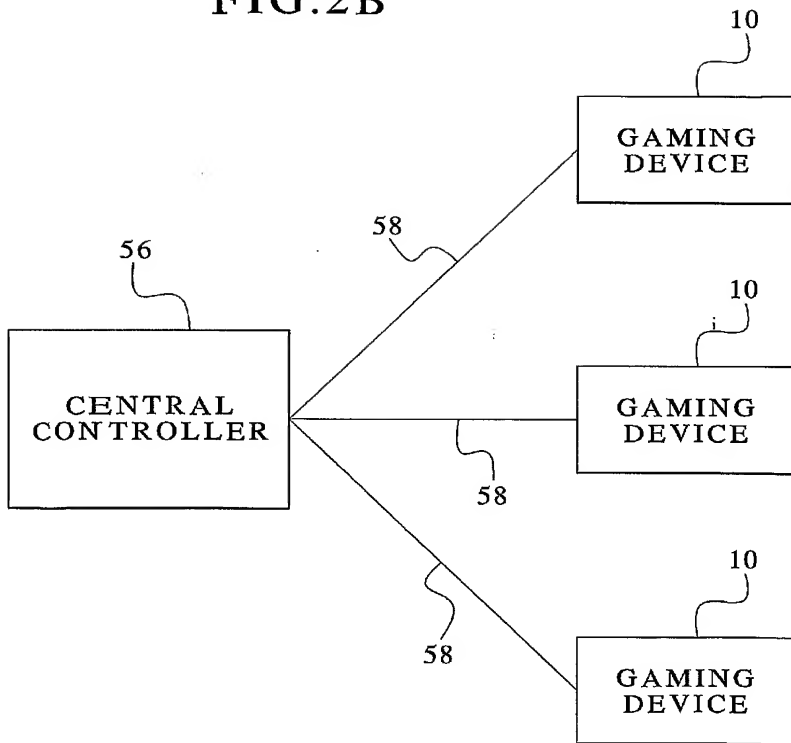 FIG.2B
10
GAMING
DEVICE
58
56
10
CENTRAL
CONTROLLER
GAMING
DEVICE
58
10
58
GAMING
DEVICE